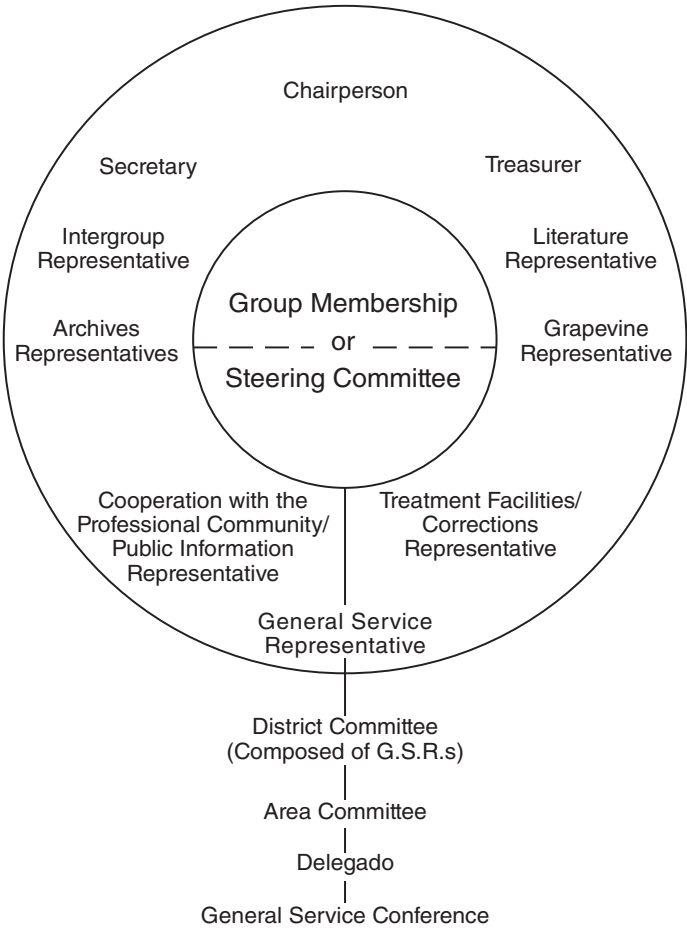 Chairperson
Secretary
Treasurer
Intergroup
Representative
Literature
Representative
Archives
Representatives
Group Membership
or
Steering Committee
Grapevine
Representative
Cooperation with the
Professional Community/
Public Information
Representative
Treatment Facilities/
Corrections
Representative
General Service
Representative
District Committee
(Composed of G.S.R.s)
Area Committee
Delegado
General Service Conference